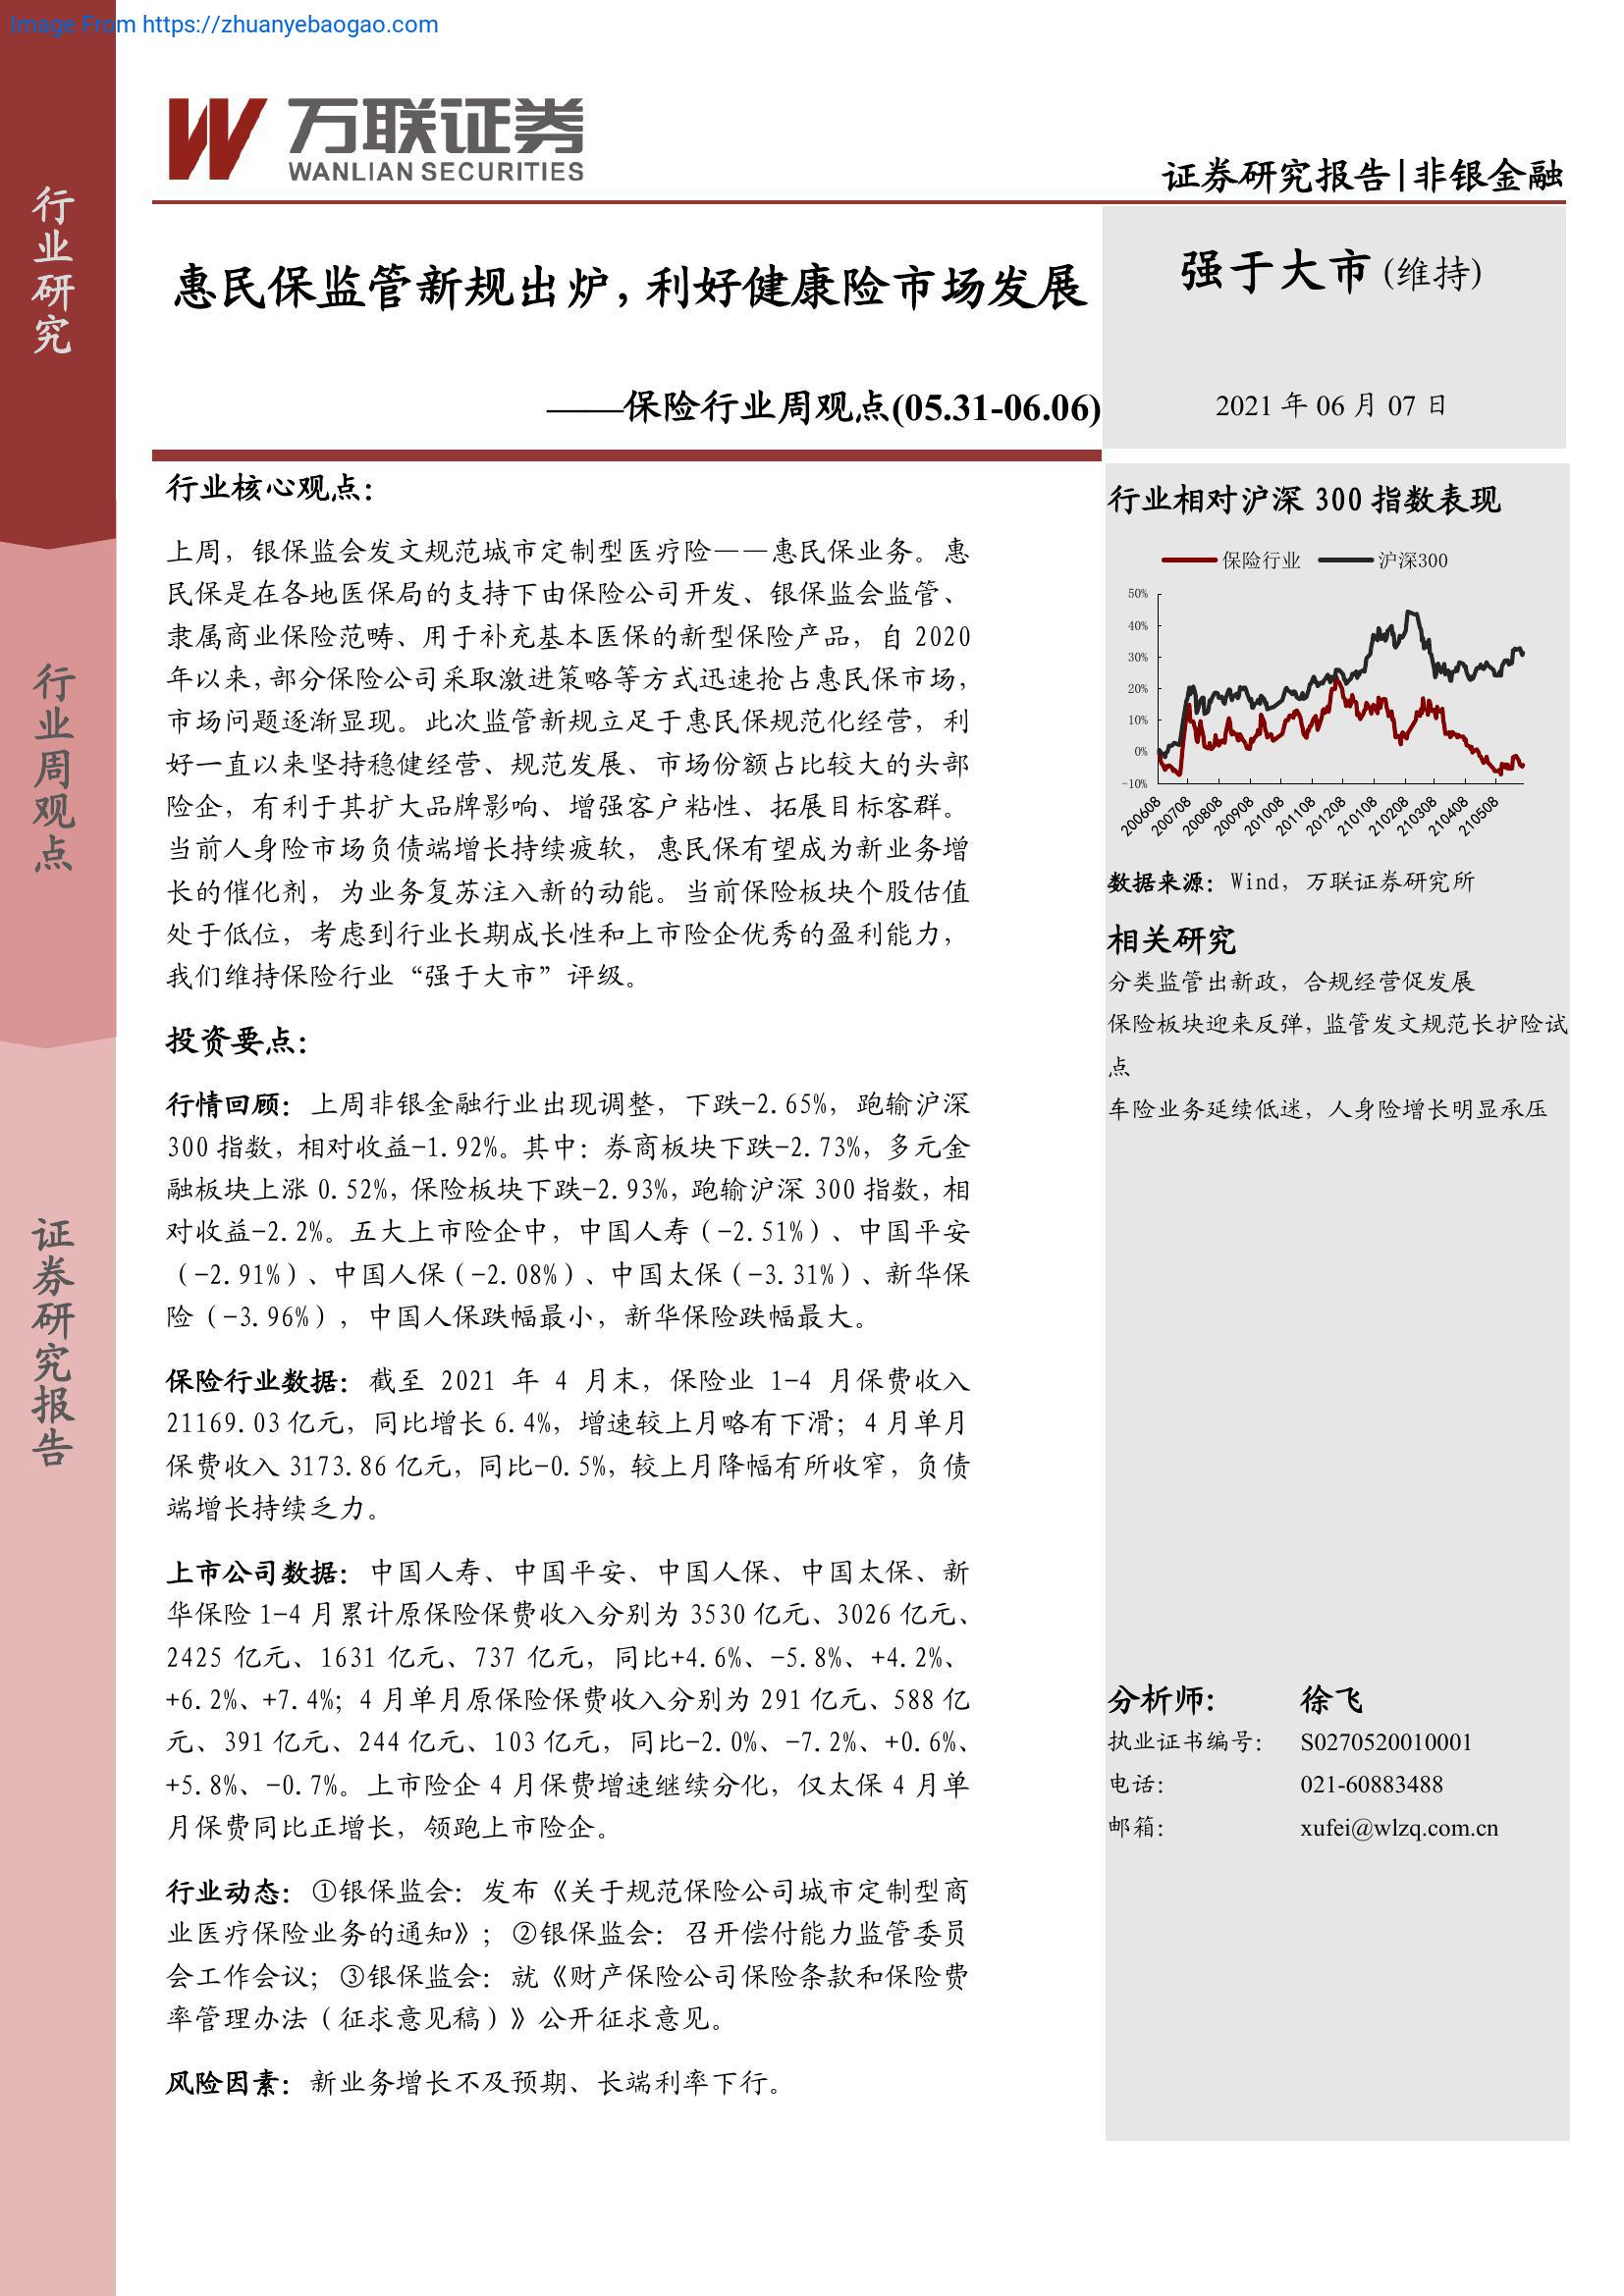 Image From https://zhuanyebaogao.com
万联证券
WANLIAN SECURITIES
证券研究报告|非银金融
行业研究
行业周观点
证券研究报告
惠民保监管新规出炉，利好健康险市场发展
——保险行业周观点(05.31-06.06)
强于大市(维持)
2021 年 06 月 07 日
行业核心观点：
上周，银保监会发文规范城市定制型医疗险——惠民保业务。惠
民保是在各地医保局的支持下由保险公司开发、银保监会监管、
隶属商业保险范畴、用于补充基本医保的新型保险产品，自 2020
年以来，部分保险公司采取激进策略等方式迅速抢占惠民保市场，
市场问题逐渐显现。此次监管新规立足于惠民保规范化经营，利
好一直以来坚持稳健经营、规范发展、市场份额占比较大的头部
险企，有利于其扩大品牌影响、增强客户粘性、拓展目标客群。
当前人身险市场负债端增长持续疲软，惠民保有望成为新业务增
长的催化剂，为业务复苏注入新的动能。当前保险板块个股估值
处于低位，考虑到行业长期成长性和上市险企优秀的盈利能力，
我们维持保险行业“强于大市”评级。
投资要点：
行情回顾：上周非银金融行业出现调整，下跌-2.65%，跑输沪深
300 指数，相对收益-1.92%。其中：券商板块下跌-2.73%，多元金
融板块上涨 0.52%，保险板块下跌-2.93%，跑输沪深 300 指数，相
对收益-2.2%。五大上市险企中，中国人寿（-2.51%）、中国平安
（-2.91%）、中国人保（-2.08%）、中国太保（-3.31%）、新华保
险（-3.96%），中国人保跌幅最小，新华保险跌幅最大。
保险行业数据：截至 2021 年 4 月末，保险业 1-4 月保费收入
21169.03 亿元，同比增长 6.4%，增速较上月略有下滑；4 月单月
保费收入 3173.86 亿元，同比-0.5%，较上月降幅有所收窄，负债
端增长持续乏力。
上市公司数据：中国人寿、中国平安、中国人保、中国太保、新
华保险 1-4 月累计原保险保费收入分别为 3530 亿元、3026 亿元、
2425 亿元、1631 亿元、737 亿元，同比+4.6%、-5.8%、+4.2%、
+6.2%、+7.4%；4 月单月原保险保费收入分别为 291 亿元、588 亿
元、391 亿元、244 亿元、103 亿元，同比-2.0%、-7.2%、+0.6%、
+5.8%、-0.7%。上市险企 4 月保费增速继续分化，仅太保 4 月单
月保费同比正增长，领跑上市险企。
行业动态：①银保监会：发布《关于规范保险公司城市定制型商
业医疗保险业务的通知》；②银保监会：召开偿付能力监管委员
会工作会议；③银保监会：就《财产保险公司保险条款和保险费
率管理办法（征求意见稿）》公开征求意见。
风险因素：新业务增长不及预期、长端利率下行。
行业相对沪深 300 指数表现
保险行业 沪深300
50%
40%
30%
20%
10%
0%
-10%
200608 200708 200808 200908 201008 201108 201208 210108 210208 210308 210408 210508
数据来源：Wind，万联证券研究所
相关研究
分类监管出新政，合规经营促发展
保险板块迎来反弹，监管发文规范长护险试
点
车险业务延续低迷，人身险增长明显承压
分析师： 徐飞
执业证书编号： S0270520010001
电话： 021-60883488
邮箱： xufei@wlzq.com.cn